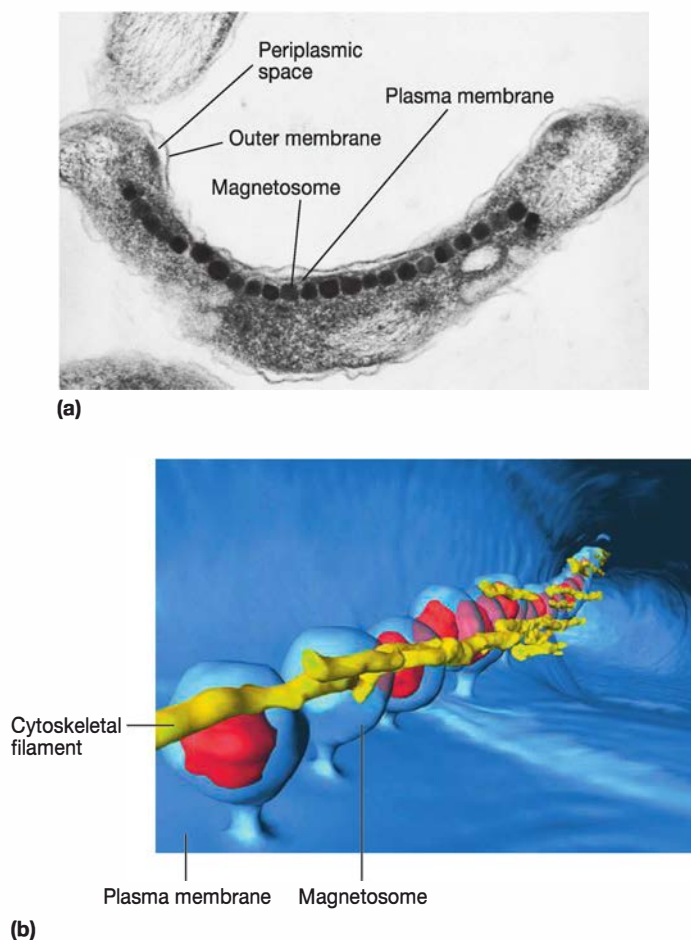 Periplasmic
space
Plasma membrane
Outer membrane
Magnetosome
(a)
Cytoskeletal
filament
Plasma membrane
Magnetosome
(b)